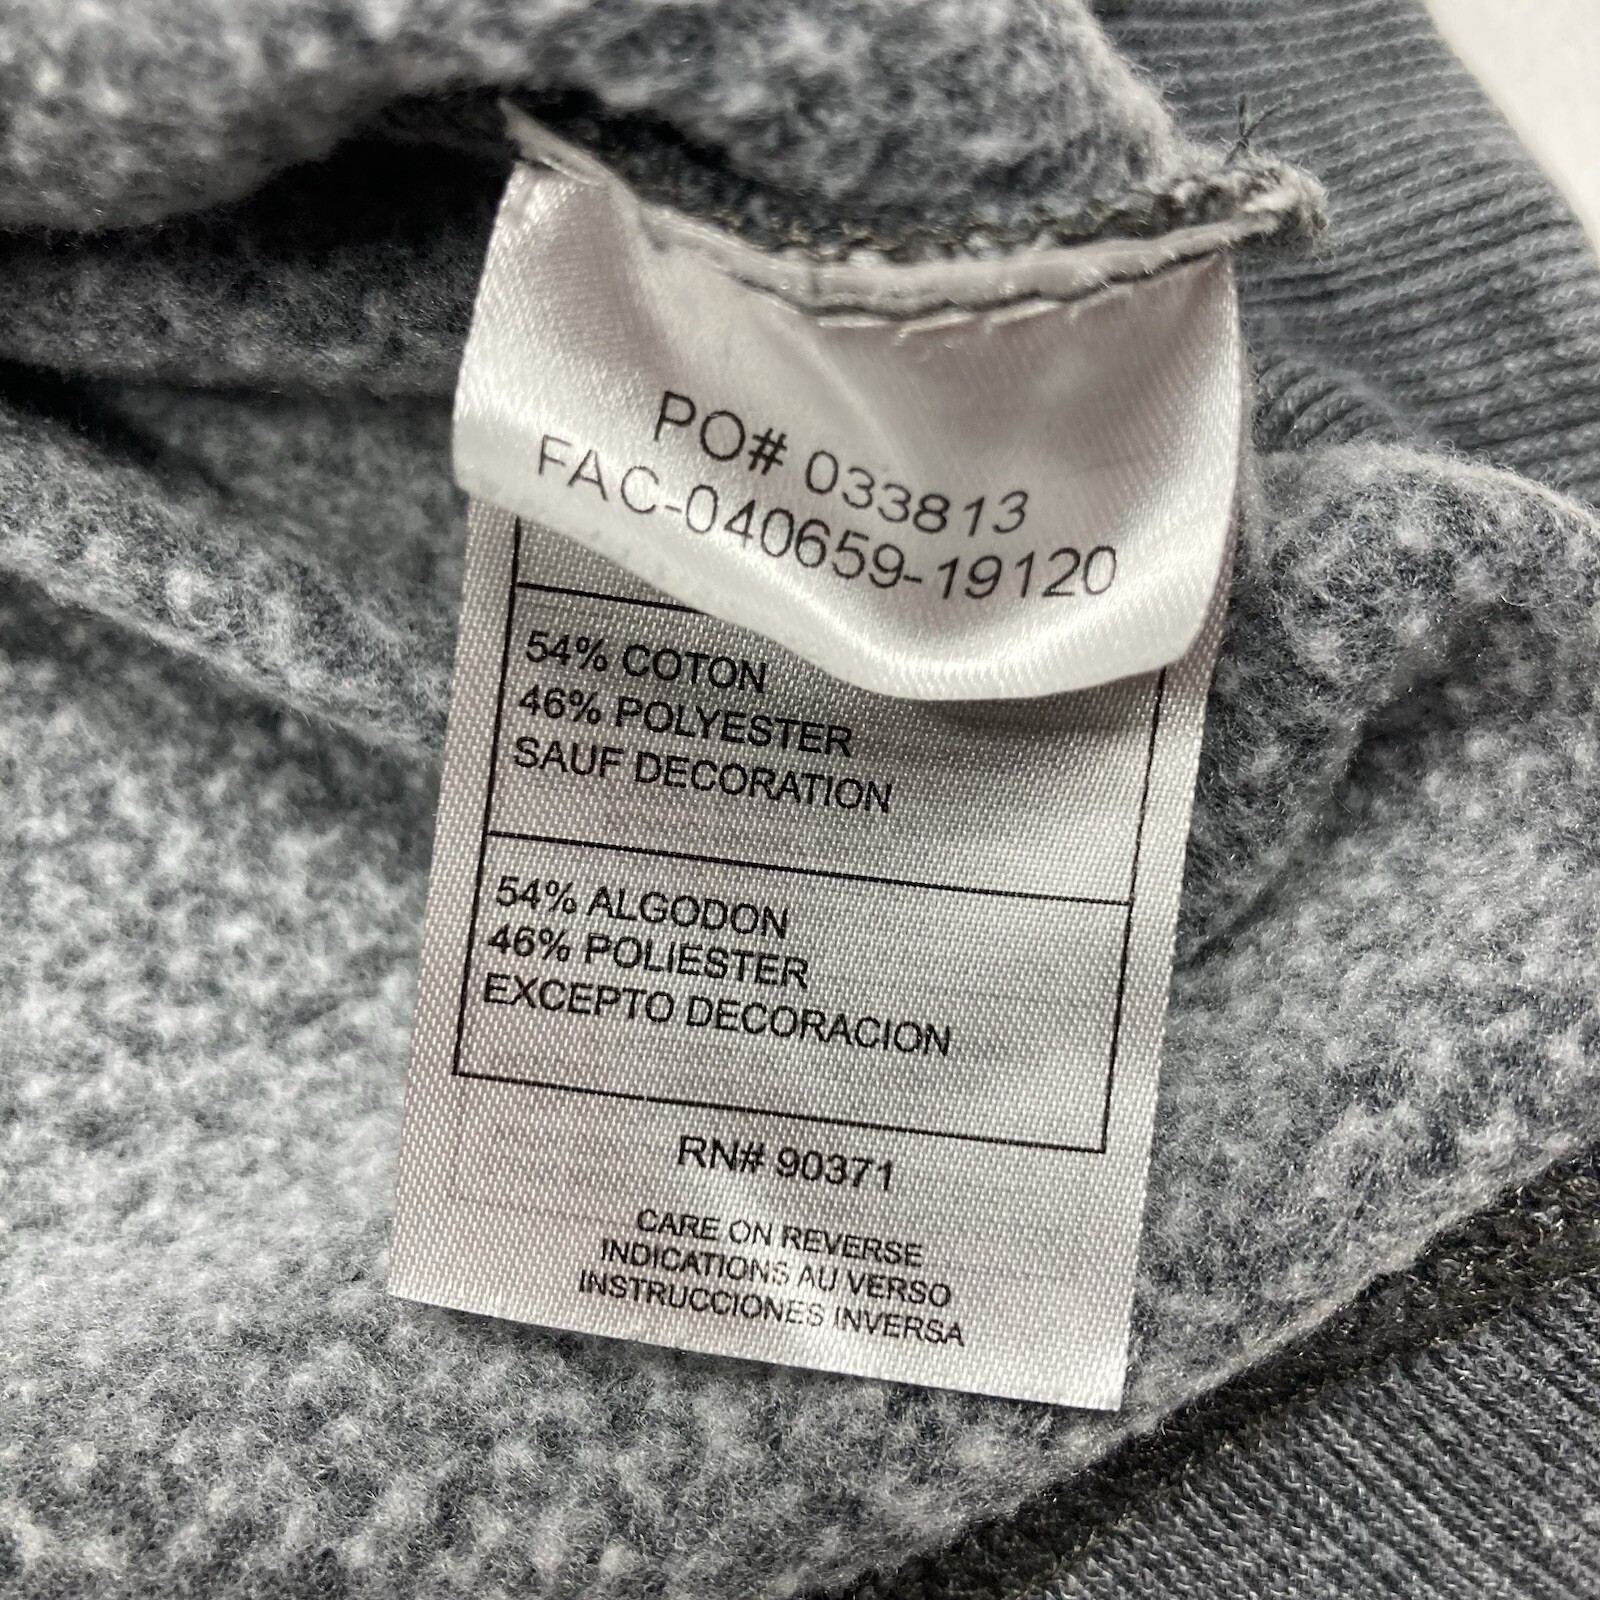 PO# 033813
FAC-040659-19120
54% COTON
46% POLYESTER
SAUF DECORATION
54% ALGODON
46% POLIESTER
EXCEPTO DECORACION
RN# 90371
CARE ON REVERSE
INDICATIONS AU VERSO
INSTRUCCIONES INVERSA